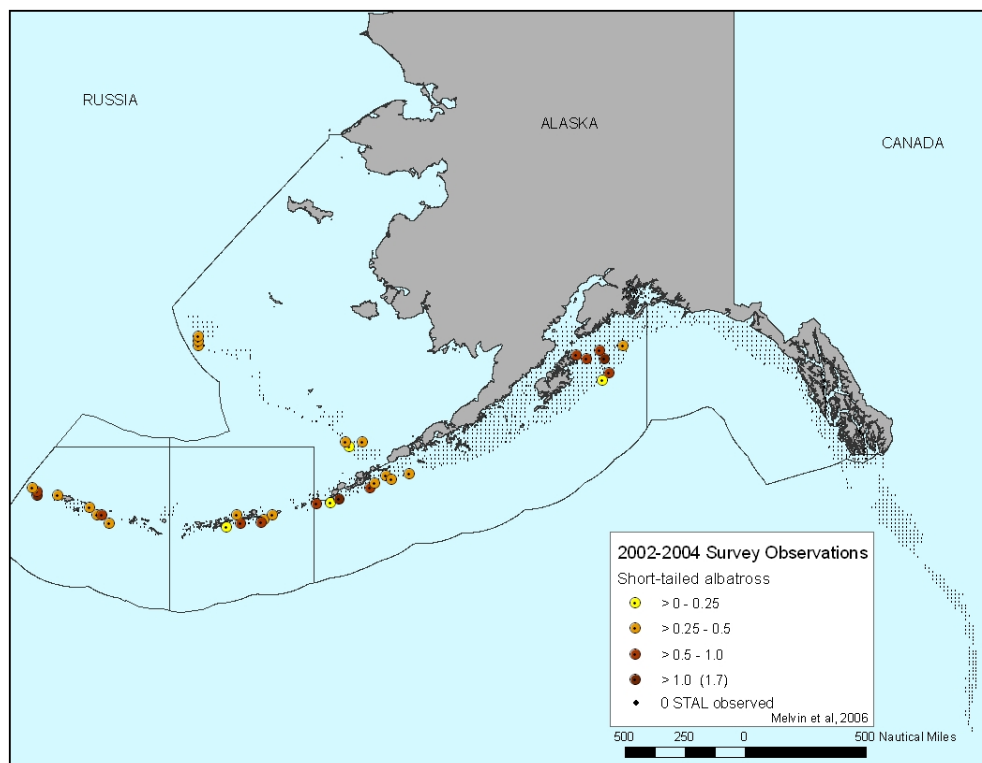 RUSSIA
ALASKA
CANADA
2002-2004 Survey Observations
Short-tailed albatross
> 0 - 0.25
> 0.25 - 0.5
> 0.5 - 1.0
> 1.0 (1.7)
0 STAL observed
Melvin et al, 2006
500 250 0 500 Nautical Miles